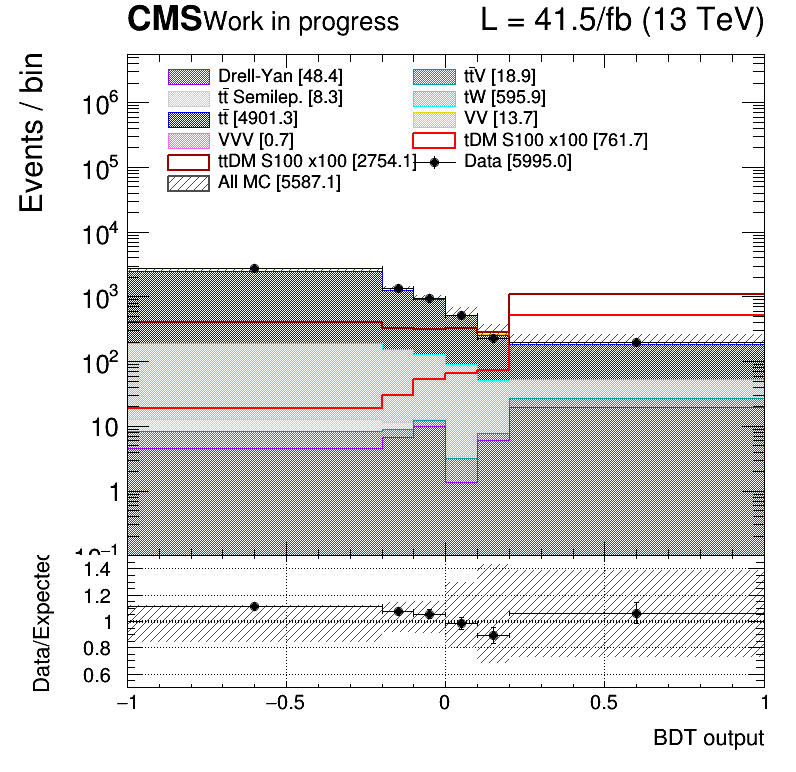 CMS Work in progress L = 41.5/fb (13 TeV)
Events / bin
Drell-Yan [48.4] tt̄V [18.9]
tt̄ Semilep. [8.3] tW [595.9]
tt̄ [4901.3] VV [13.7]
VVV [0.7] tDM S100 x100 [761.7]
ttDM S100 x100 [2754.1] Data [5995.0]
All MC [5587.1]
10⁶
10⁵
10⁴
10³
10²
10
1
10⁻¹
Data/Expected
1.4
1.2
1
0.8
0.6
−1 −0.5 0 0.5 1
BDT output